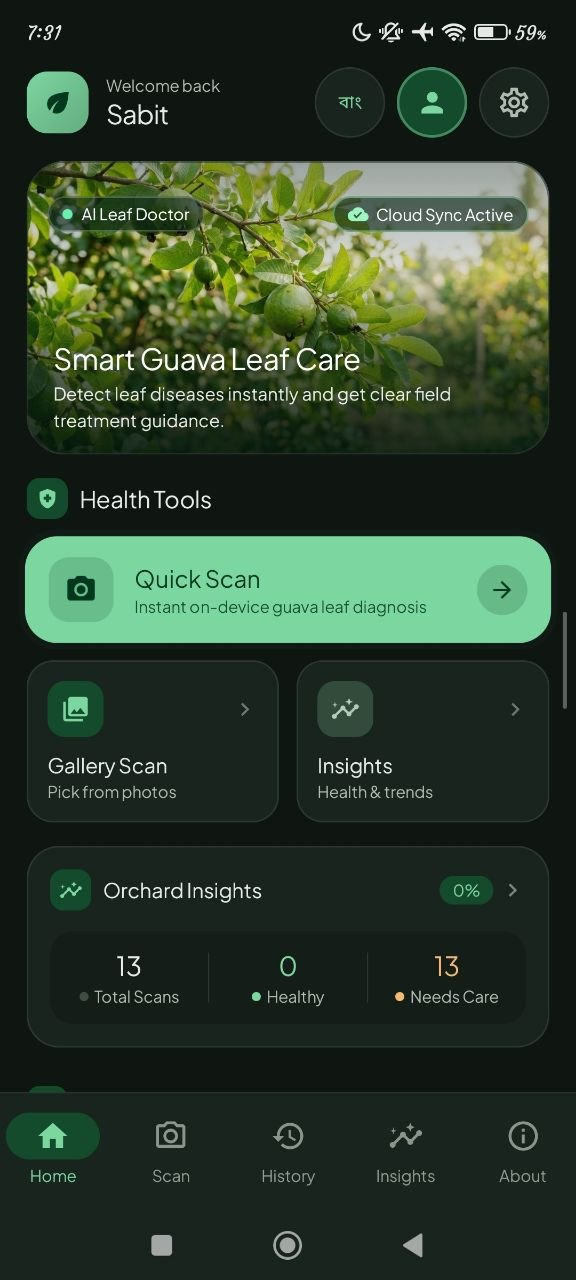 7:31
59%
Welcome back
Sabit
বাং
AI Leaf Doctor
Cloud Sync Active
Smart Guava Leaf Care
Detect leaf diseases instantly and get clear field
treatment guidance.
Health Tools
Quick Scan
Instant on-device guava leaf diagnosis
Gallery Scan
Pick from photos
Insights
Health & trends
Orchard Insights
0%
13
0
13
Total Scans
Healthy
Needs Care
Home
Scan
History
Insights
About